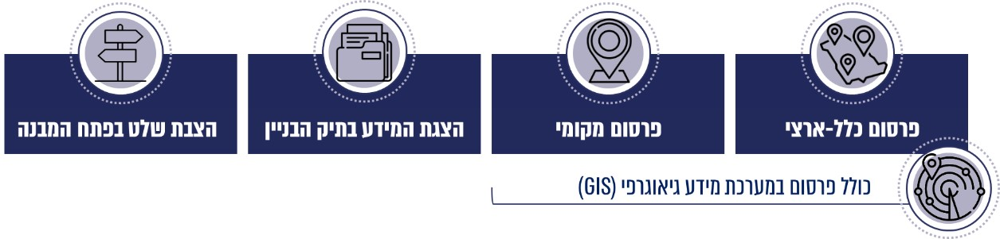 פרסום כלל-ארצי
פרסום מקומי
הצגת המידע בתיק הבניין
הצבת שלט בפתח המבנה
כולל פרסום במערכת מידע גיאוגרפי (GIS)